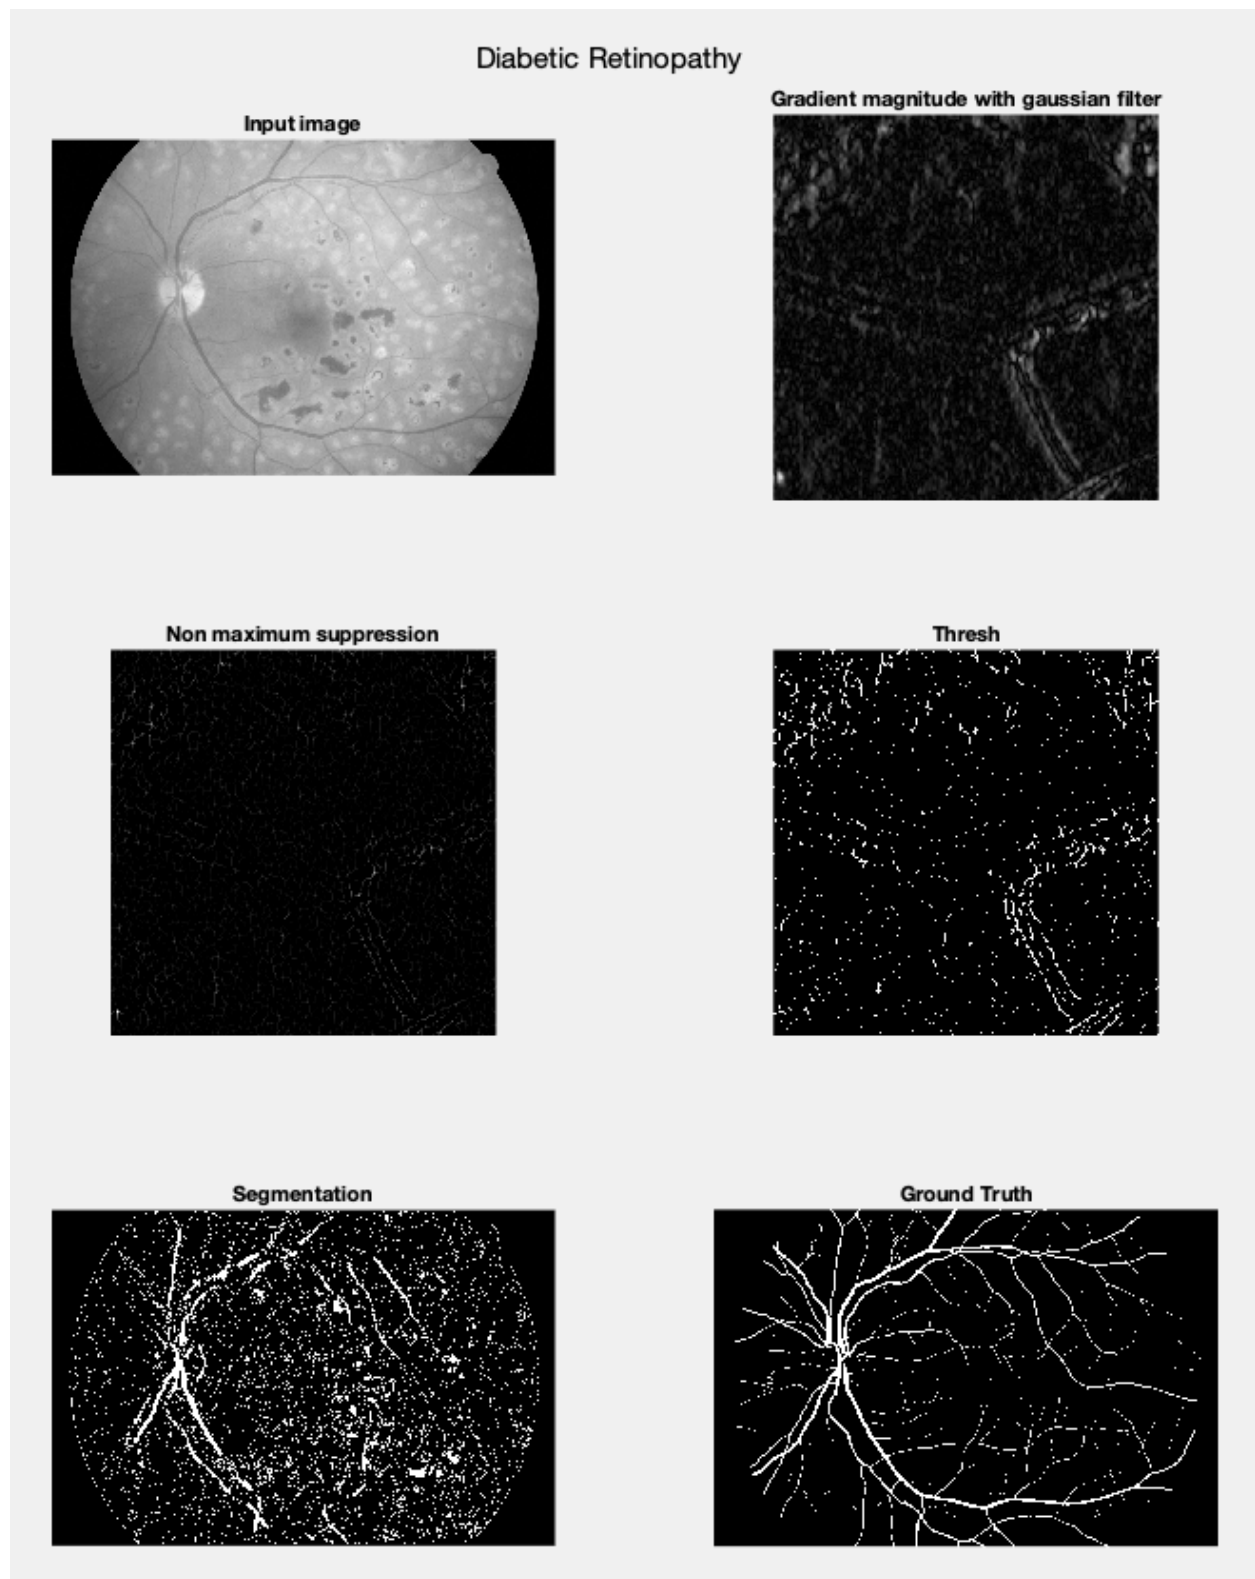 Diabetic Retinopathy
Input image
Gradient magnitude with gaussian filter
Non maximum suppression
Thresh
Segmentation
Ground Truth